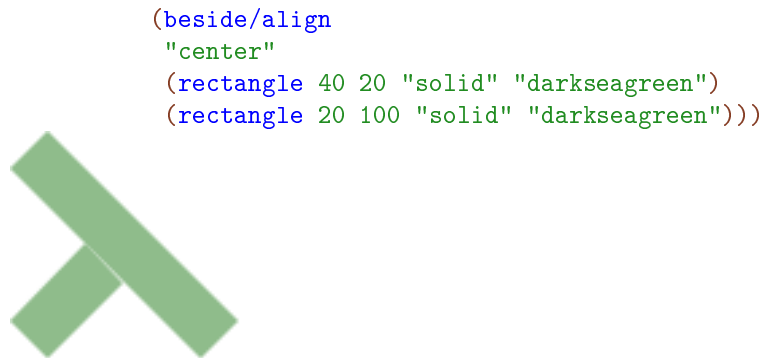 (beside/align
"center"
(rectangle 40 20 "solid" "darkseagreen")
(rectangle 20 100 "solid" "darkseagreen")))